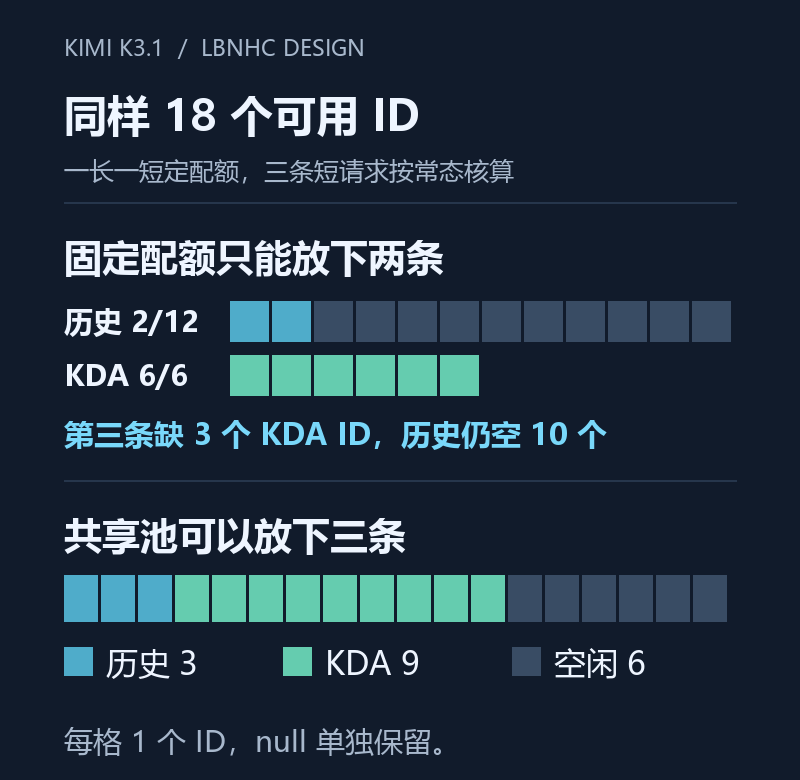 KIMI K3.1 / LBNHC DESIGN
同样 18 个可用 ID
一长一短定配额，三条短请求按常态核算
固定配额只能放下两条
历史 2/12
KDA 6/6
第三条缺 3 个 KDA ID，历史仍空 10 个
共享池可以放下三条
历史 3
KDA 9
空闲 6
每格 1 个 ID，null 单独保留。